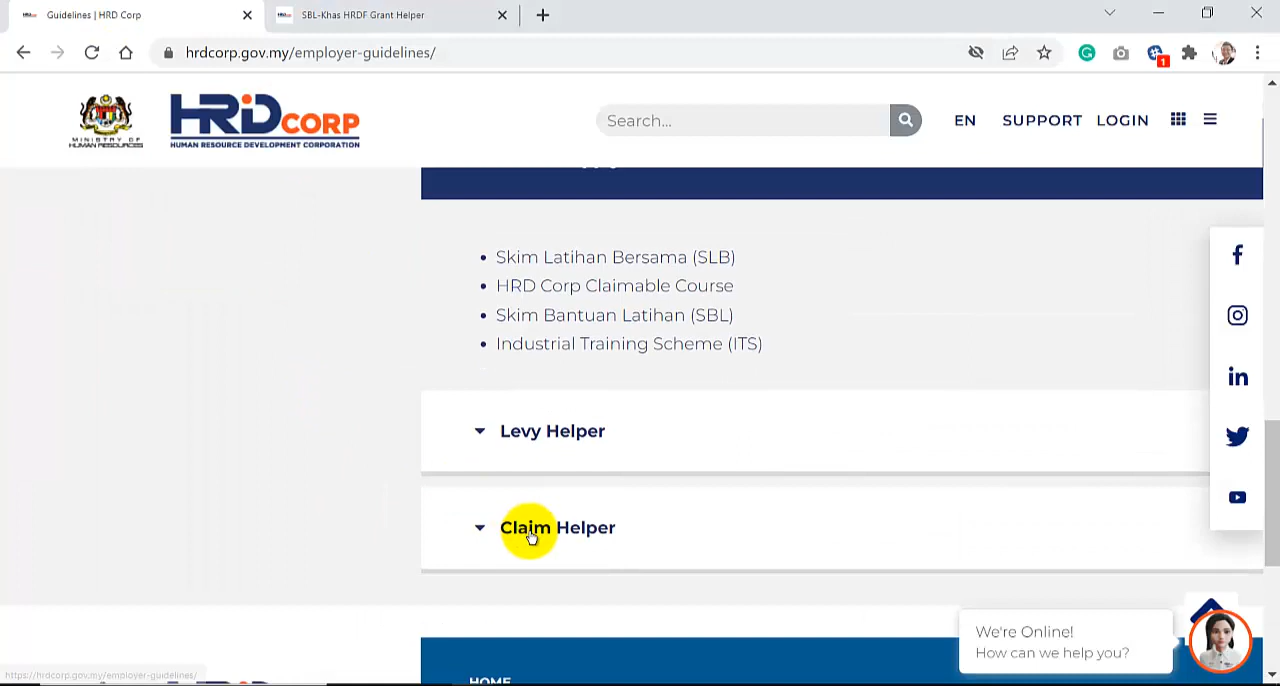 Guidelines | HRD Corp
SBL-Khas HRDF Grant Helper
hrdcorp.gov.my/employer-guidelines/
1
MINISTRY OF
HUMAN RESOURCES
HRD CORP
HUMAN RESOURCE DEVELOPMENT CORPORATION
Search...
EN
SUPPORT
LOGIN
• Skim Latihan Bersama (SLB)
• HRD Corp Claimable Course
• Skim Bantuan Latihan (SBL)
• Industrial Training Scheme (ITS)
Levy Helper
Claim Helper
We're Online!
How can we help you?
https://hrdcorp.gov.my/employer-guidelines/
HOME